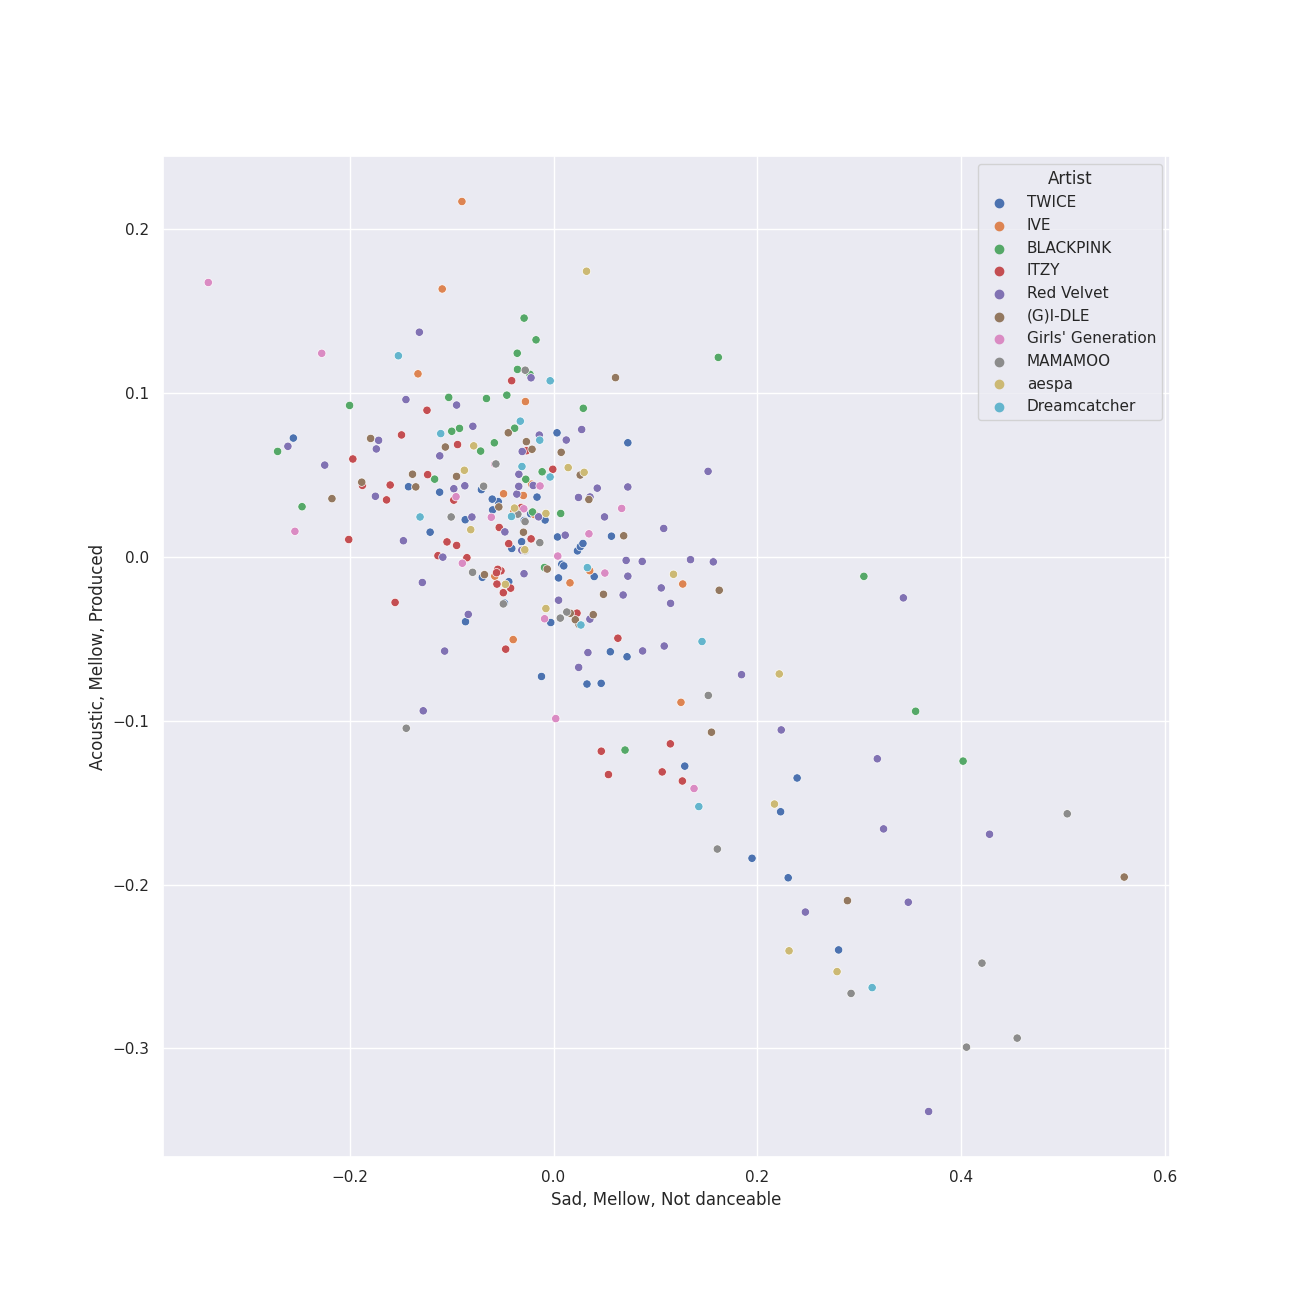 Artist
TWICE
IVE
BLACKPINK
ITZY
Red Velvet
(G)I-DLE
Girls' Generation
MAMAMOO
aespa
Dreamcatcher
0.2
0.1
0.0
−0.1
−0.2
−0.3
Acoustic, Mellow, Produced
−0.2 0.0 0.2 0.4 0.6
Sad, Mellow, Not danceable